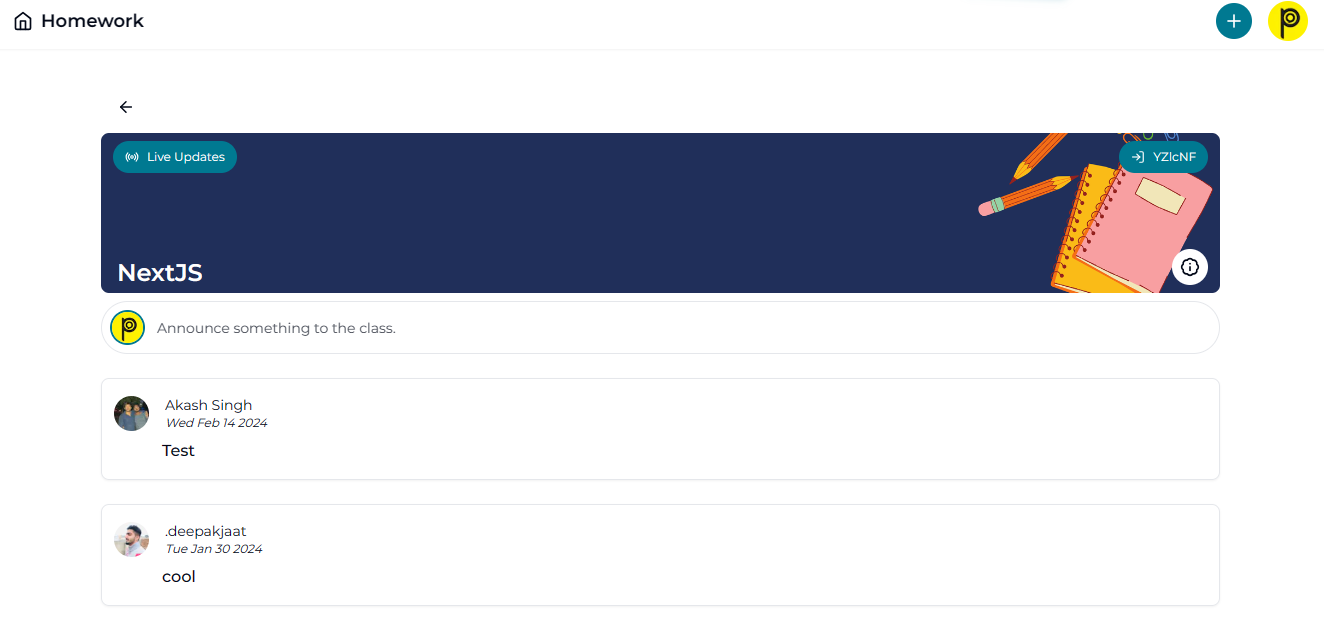 Homework
Live Updates
YZlcNF
NextJS
Announce something to the class.
Akash Singh
Wed Feb 14 2024
Test
.deepakjaat
Tue Jan 30 2024
cool